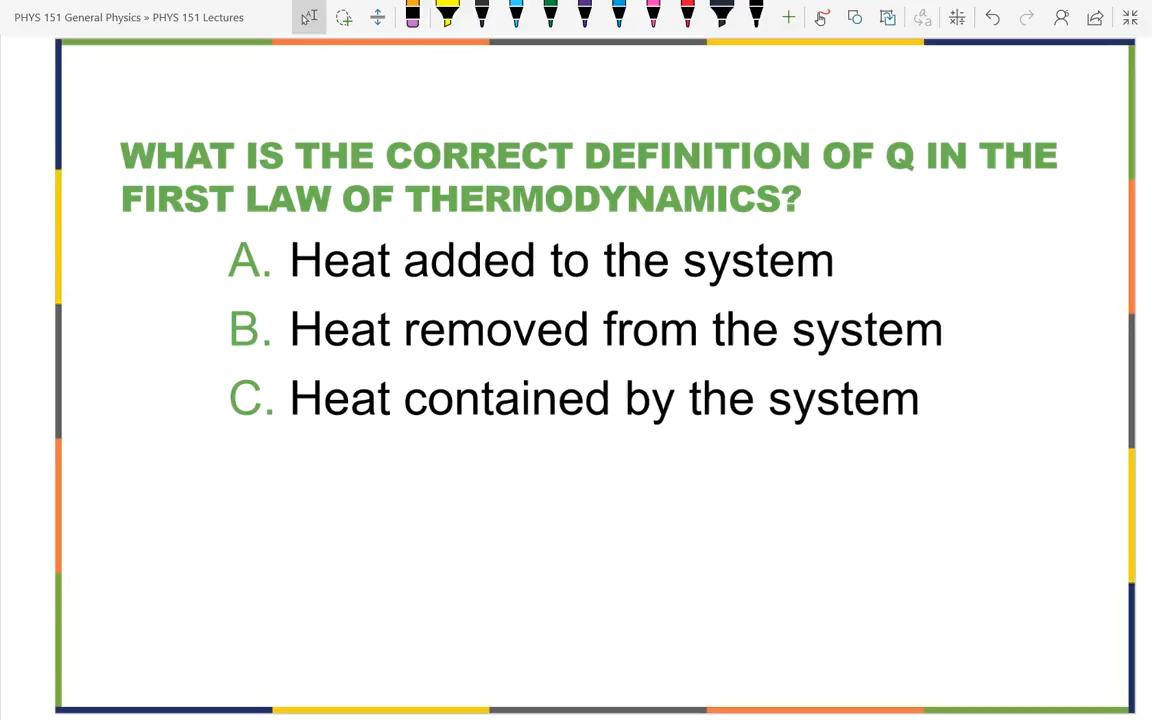 PHYS 151 General Physics » PHYS 151 Lectures
WHAT IS THE CORRECT DEFINITION OF Q IN THE
FIRST LAW OF THERMODYNAMICS?
A. Heat added to the system
B. Heat removed from the system
C. Heat contained by the system